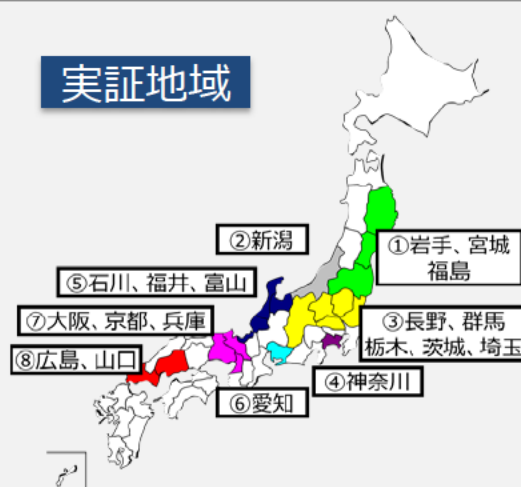 実証地域
②新潟
①岩手、宮城
福島
⑤石川、福井、富山
⑦大阪、京都、兵庫
③長野、群馬
栃木、茨城、埼玉
⑧広島、山口
④神奈川
⑥愛知